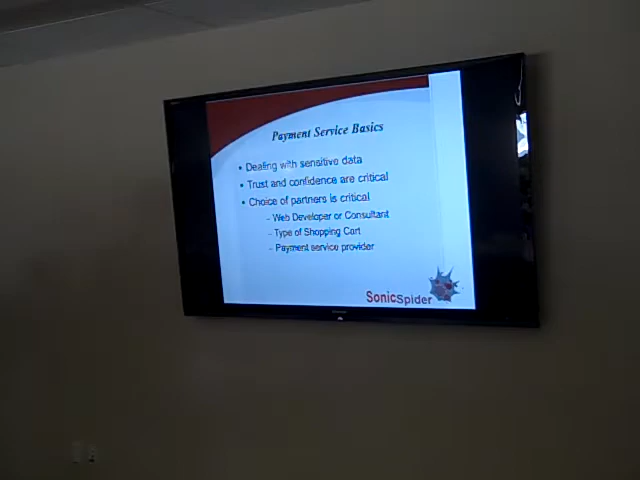 Payment Service Basics
• Dealing with sensitive data
• Trust and confidence are critical
• Choice of partners is critical
– Web Developer or Consultant
– Type of Shopping Cart
– Payment service provider
SonicSpider